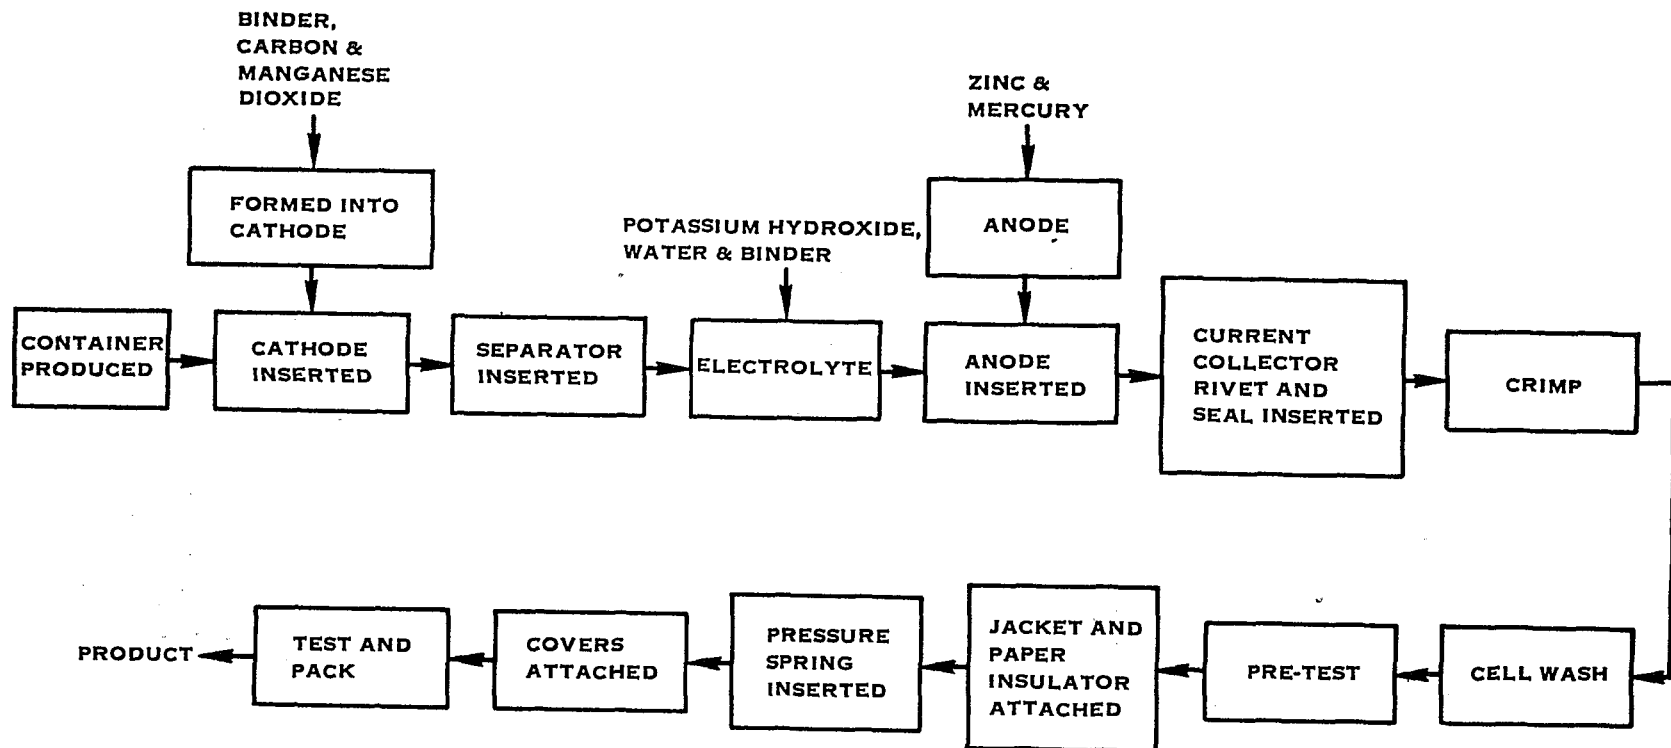 BINDER,
CARBON &
MANGANESE
DIOXIDE
ZINC &
MERCURY
FORMED INTO
CATHODE
POTASSIUM HYDROXIDE,
WATER & BINDER
ANODE
CONTAINER
PRODUCED
CATHODE
INSERTED
SEPARATOR
INSERTED
ELECTROLYTE
ANODE
INSERTED
CURRENT
COLLECTOR
RIVET AND
SEAL INSERTED
CRIMP
PRODUCT
TEST AND
PACK
COVERS
ATTACHED
PRESSURE
SPRING
INSERTED
JACKET AND
PAPER
INSULATOR
ATTACHED
PRE-TEST
CELL WASH